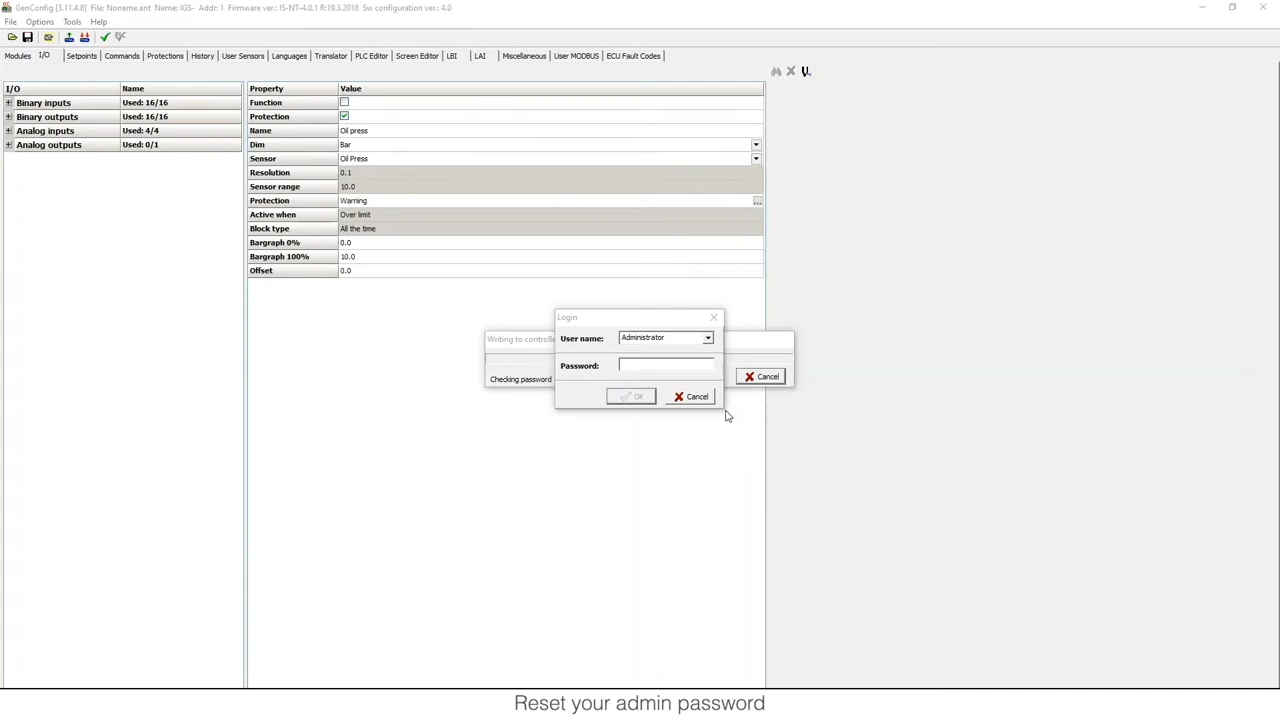 GenConfig [3.11.4.8] File: Noname.ant Name: IGS- Addr: 1 Firmware ver.: IS-NT-4.0.1 R:19.3.2018 Sw configuration ver.: 4.0
File Options Tools Help
Modules I/O Setpoints Commands Protections History User Sensors Languages Translator PLC Editor Screen Editor LBI LAI Miscellaneous User MODBUS ECU Fault Codes
I/O Name Property Value
Binary inputs Used: 16/16 Function
Binary outputs Used: 16/16 Protection
Analog inputs Used: 4/4 Name Oil press
Analog outputs Used: 0/1 Dim Bar
Sensor Oil Press
Resolution 0.1
Sensor range 10.0
Protection Warning ...
Active when Over limit
Block type All the time
Bargraph 0% 0.0
Bargraph 100% 10.0
Offset 0.0
Login
Writing to controlle
User name: Administrator
Password:
Checking password Cancel
OK Cancel
Reset your admin password